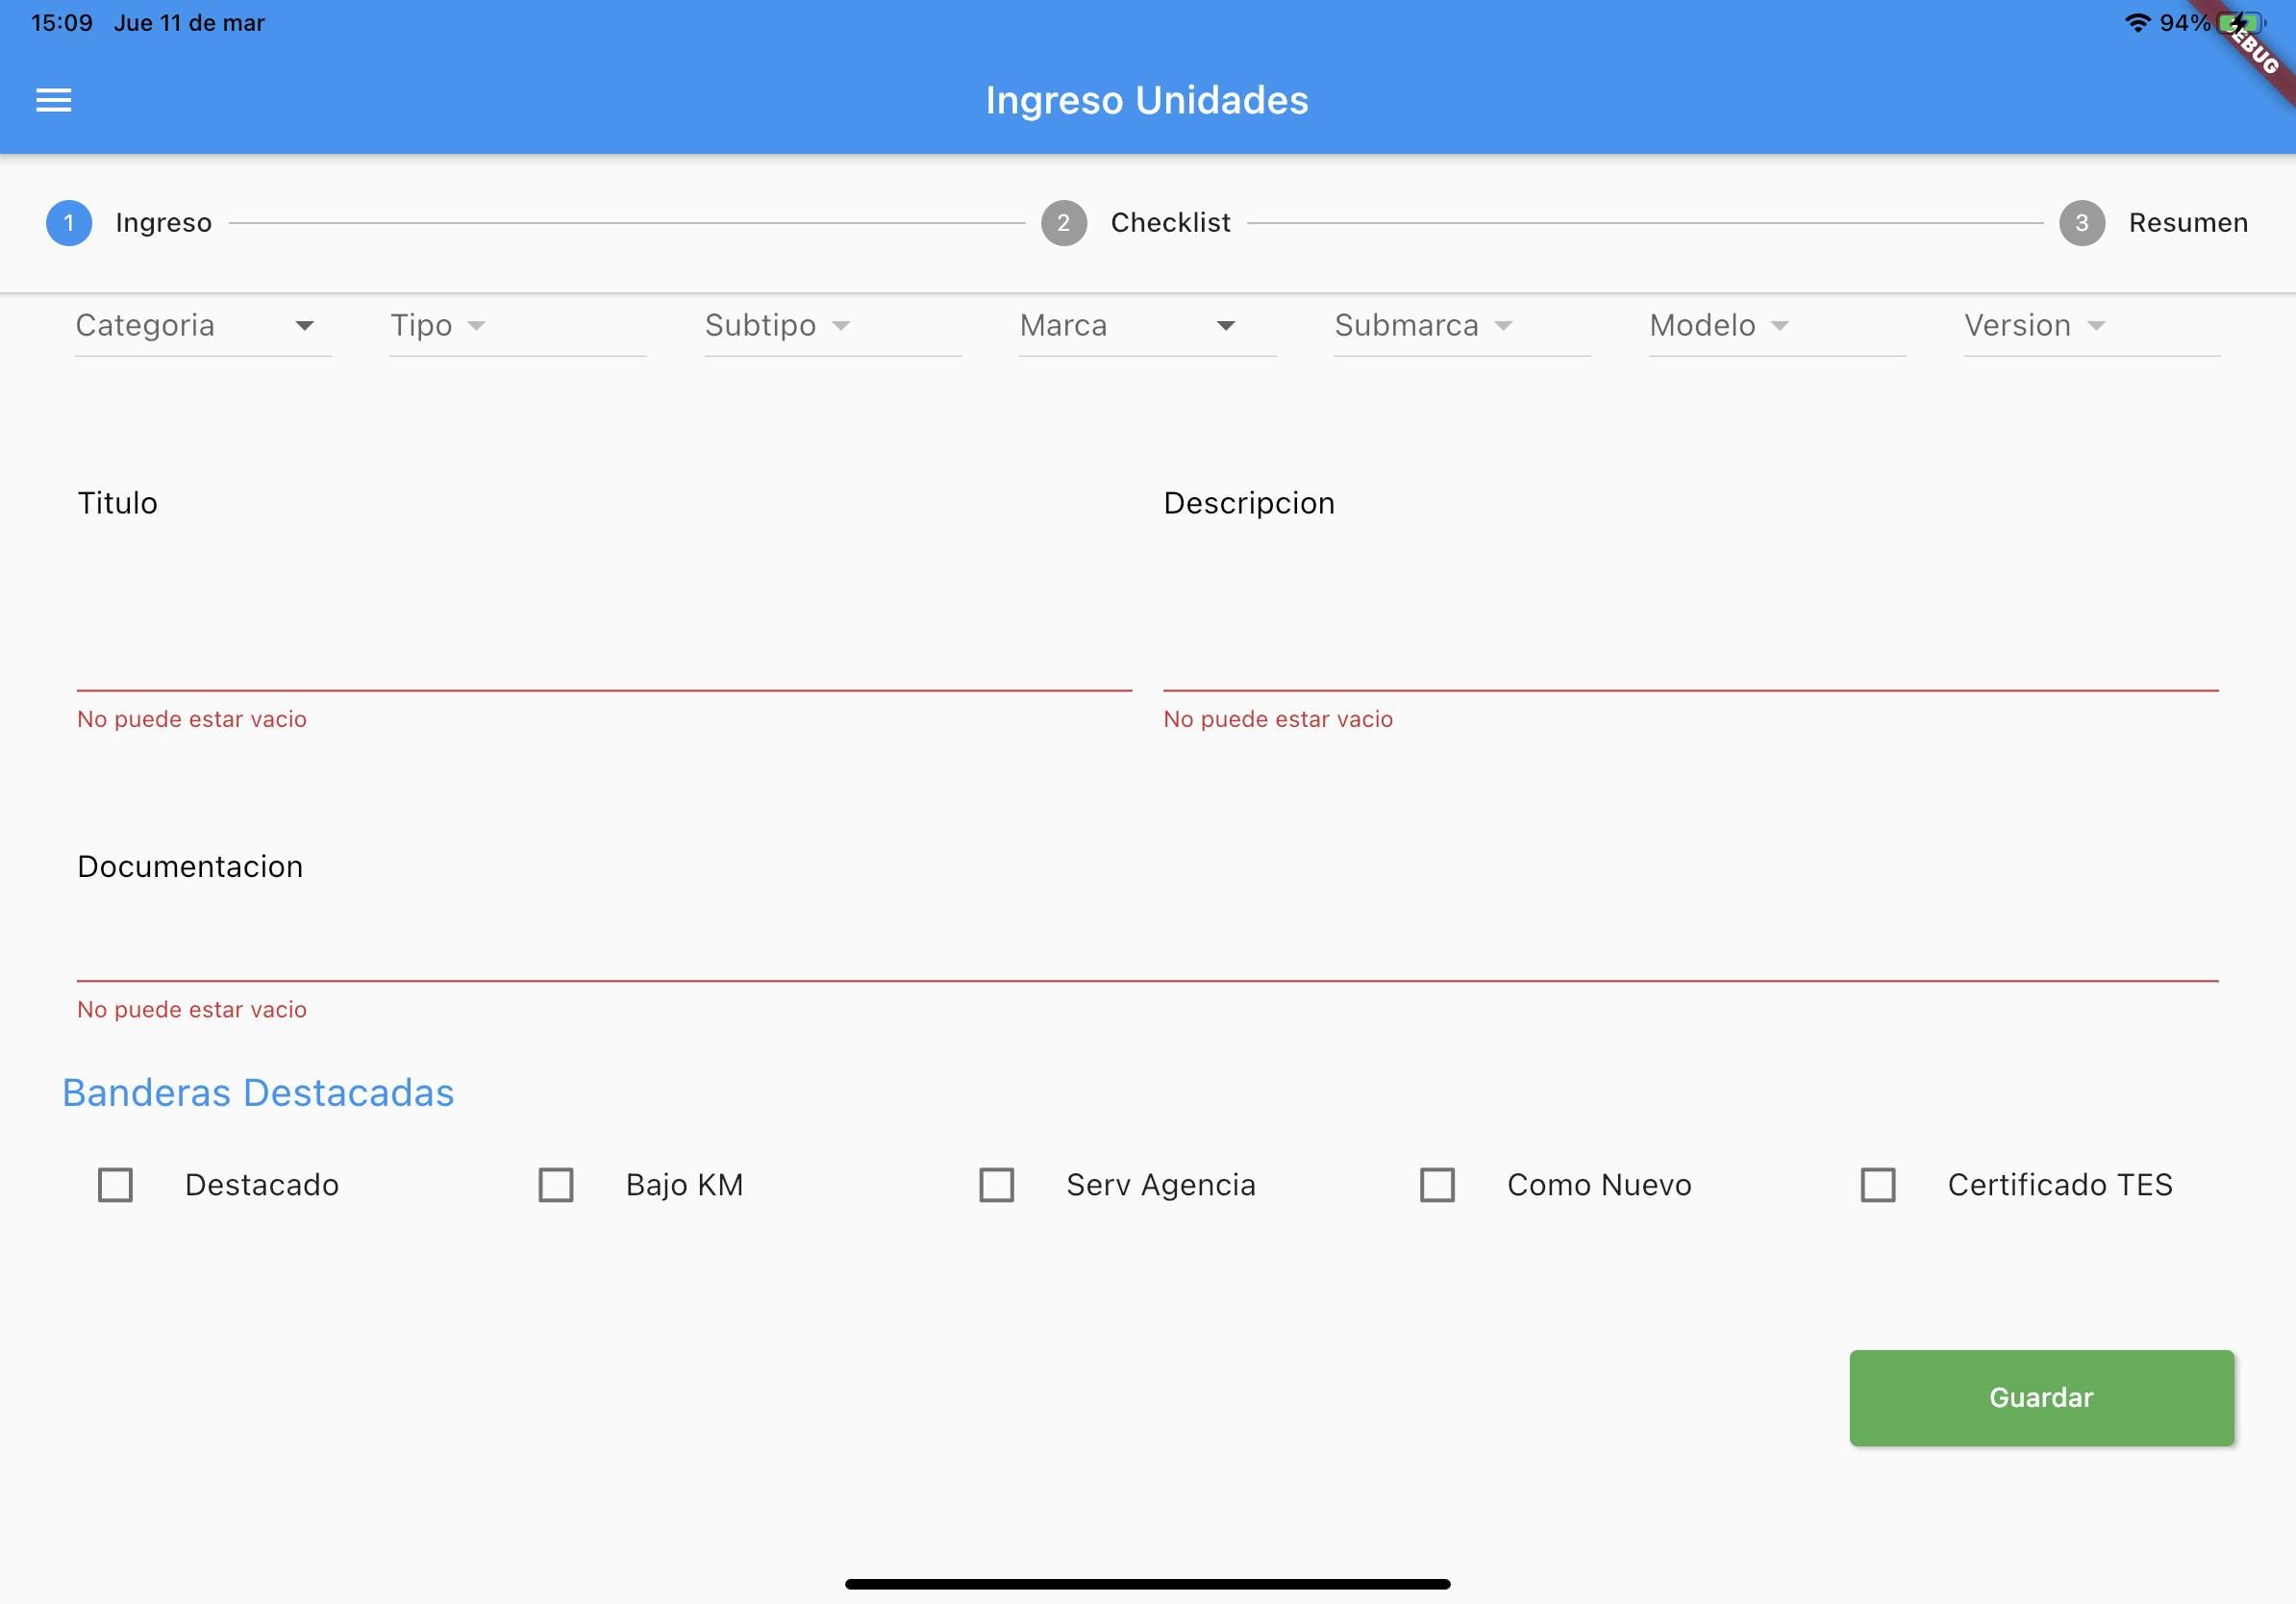 15:09 Jue 11 de mar 94%
Ingreso Unidades
1 Ingreso 2 Checklist 3 Resumen
Categoria Tipo Subtipo Marca Submarca Modelo Version
Titulo Descripcion
No puede estar vacio No puede estar vacio
Documentacion
No puede estar vacio
Banderas Destacadas
Destacado Bajo KM Serv Agencia Como Nuevo Certificado TES
Guardar